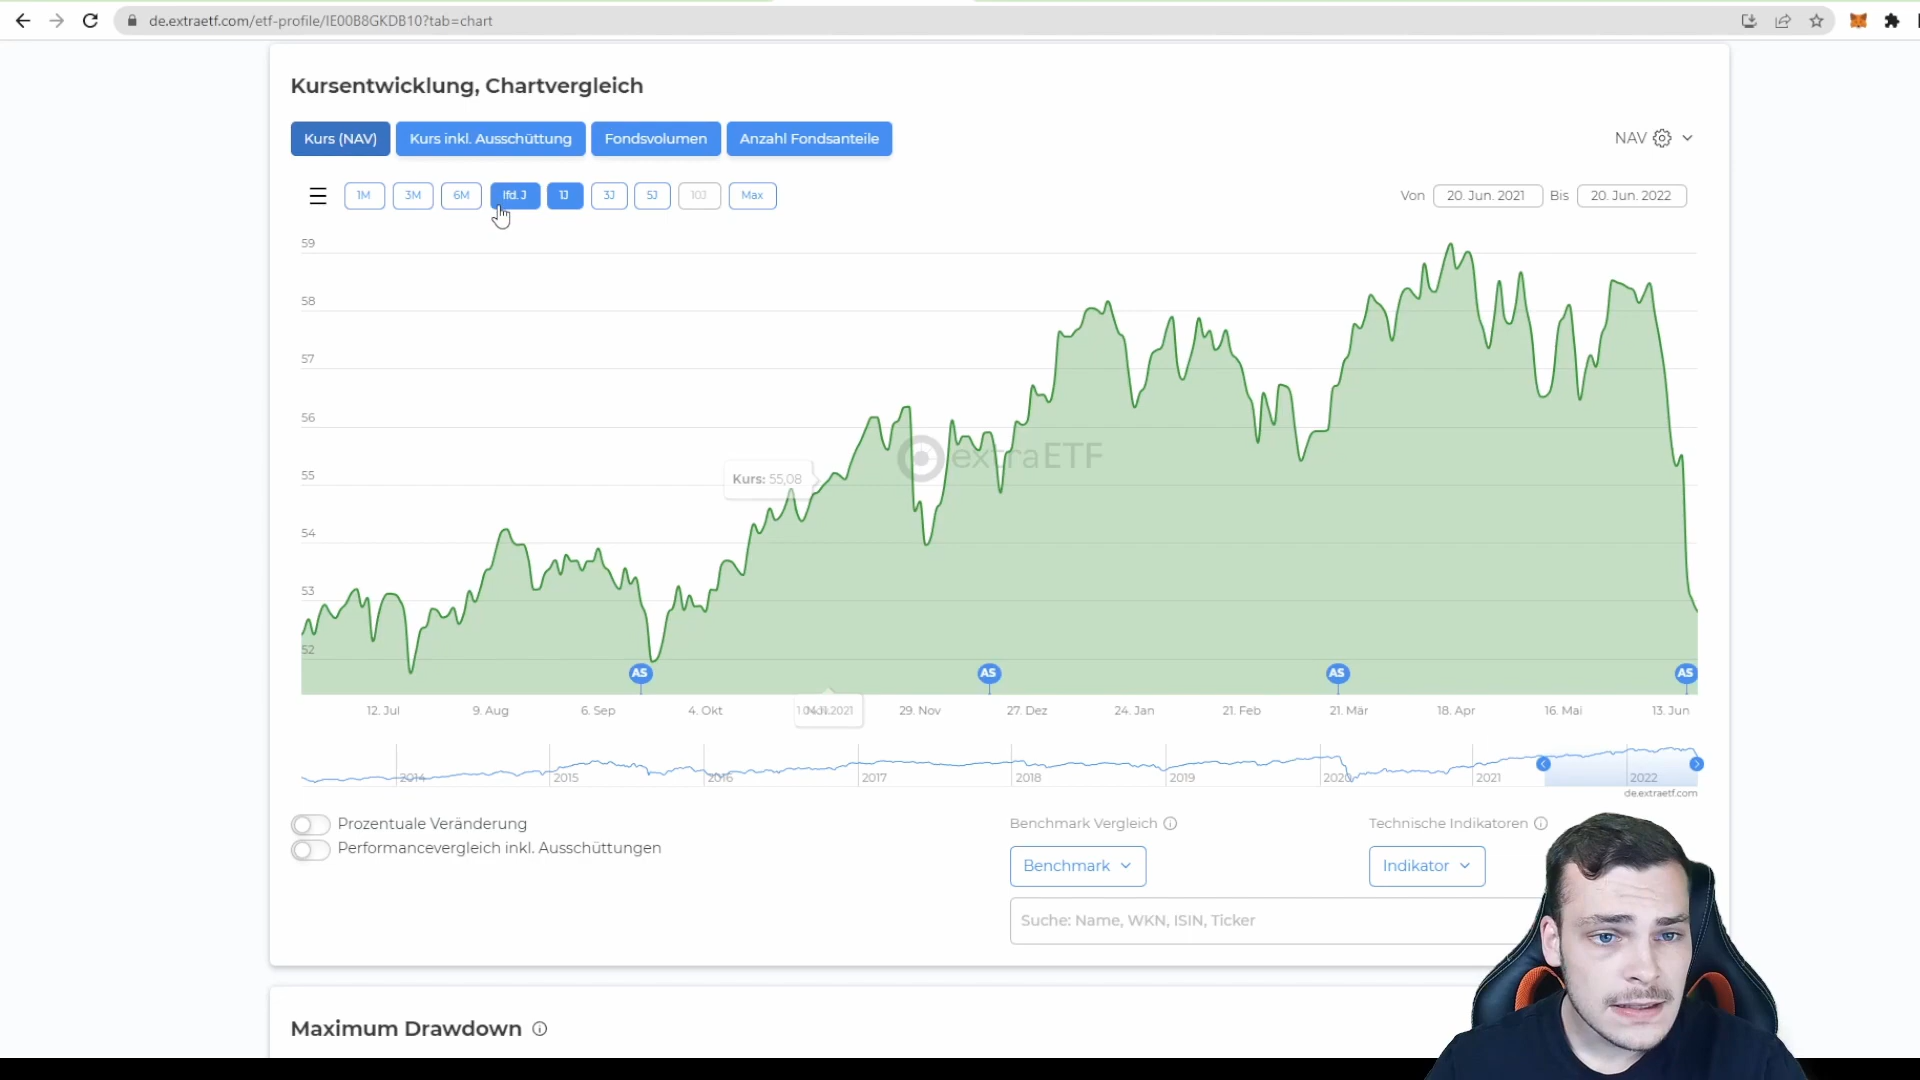 de.extraetf.com/etf-profile/IE00B8GKDB10?tab=chart
Kursentwicklung, Chartvergleich
Kurs (NAV) Kurs inkl. Ausschüttung Fondsvolumen Anzahl Fondsanteile NAV
1M 3M 6M lfd. J 1J 3J 5J 10J Max Von 20. Jun. 2021 Bis 20. Jun. 2022
59
58
57
56
extraETF
55
Kurs: 55,08
54
53
52
AS AS AS AS
12. Jul 9. Aug 6. Sep 4. Okt 29. Nov 27. Dez 24. Jan 21. Feb 21. Mär 18. Apr 16. Mai 13. Jun
2014 2015 2016 2017 2018 2019 2020 2021 2022
de.extraetf.com
Prozentuale Veränderung Benchmark Vergleich Technische Indikatoren
Performancevergleich inkl. Ausschüttungen
Benchmark Indikator
Suche: Name, WKN, ISIN, Ticker
Maximum Drawdown